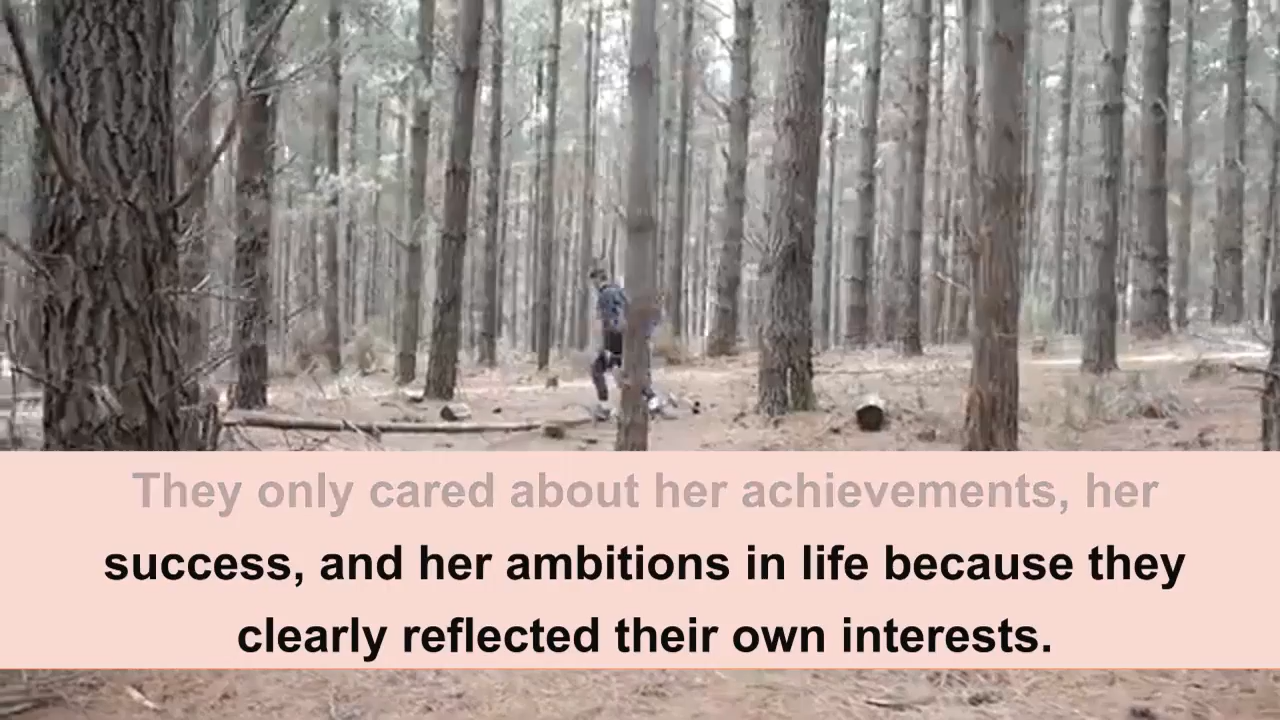 They only cared about her achievements, her
success, and her ambitions in life because they
clearly reflected their own interests.